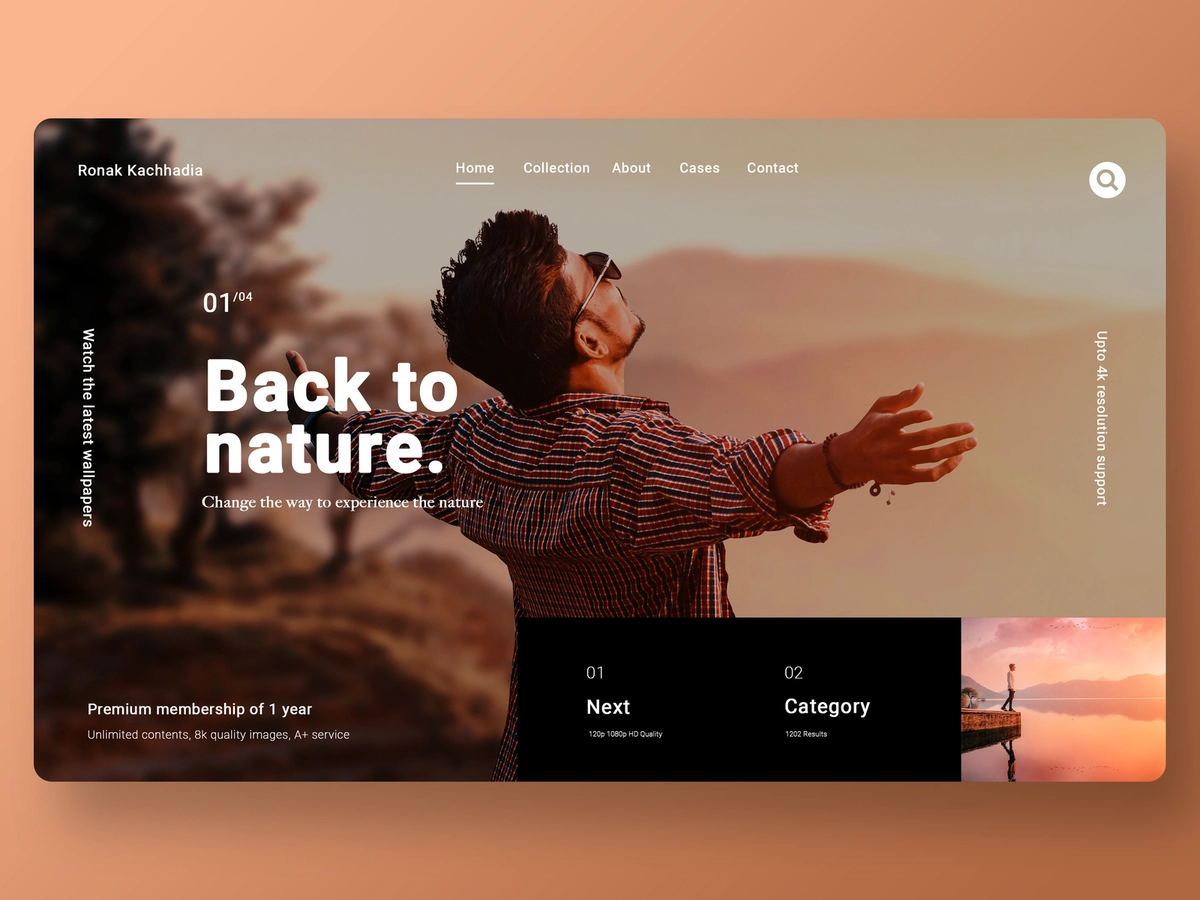 Ronak Kachhadia
Home Collection About Cases Contact
01/04
Back to
nature.
Change the way to experience the nature
Watch the latest wallpapers
Upto 4k resolution support
Premium membership of 1 year
Unlimited contents, 8k quality images, A+ service
01
Next
120p 1080p HD Quality
02
Category
1202 Results